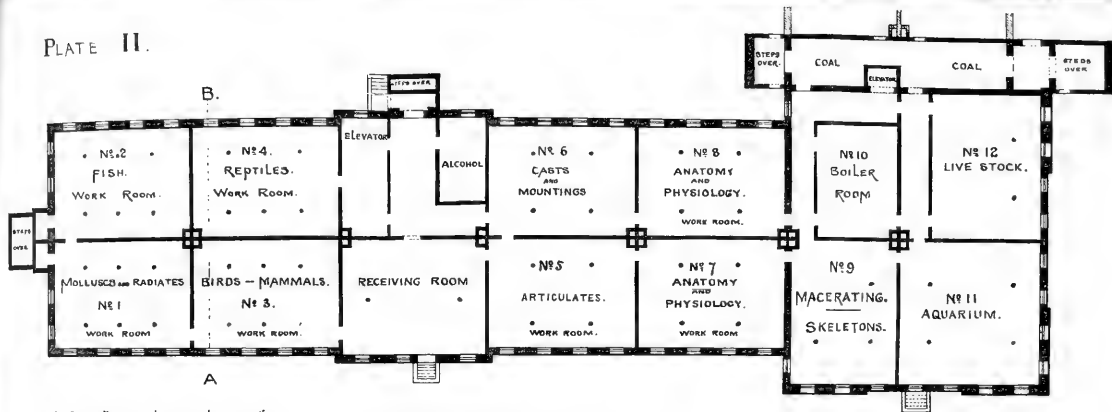 PLATE II.
B.
Nº.2
FISH.
WORK ROOM.
Nº 4.
REPTILES.
WORK ROOM.
ELEVATOR
STEPS OVER
ALCOHOL
Nº 6
CASTS
AND
MOUNTINGS
Nº 8
ANATOMY
AND
PHYSIOLOGY.
WORK ROOM.
STEPS
OVER.
COAL
ELEVATOR
COAL
STEPS
OVER
Nº 10
BOILER
ROOM
Nº 12
LIVE STOCK.
STEPS
OVER
MOLLUSCS AND RADIATES
Nº 1
WORK ROOM
BIRDS – MAMMALS.
Nº 3.
WORK ROOM.
RECEIVING ROOM
Nº 5
ARTICULATES.
WORK ROOM.
Nº 7
ANATOMY
AND
PHYSIOLOGY.
WORK ROOM
Nº 9
MACERATING.
SKELETONS.
Nº 11
AQUARIUM.
A